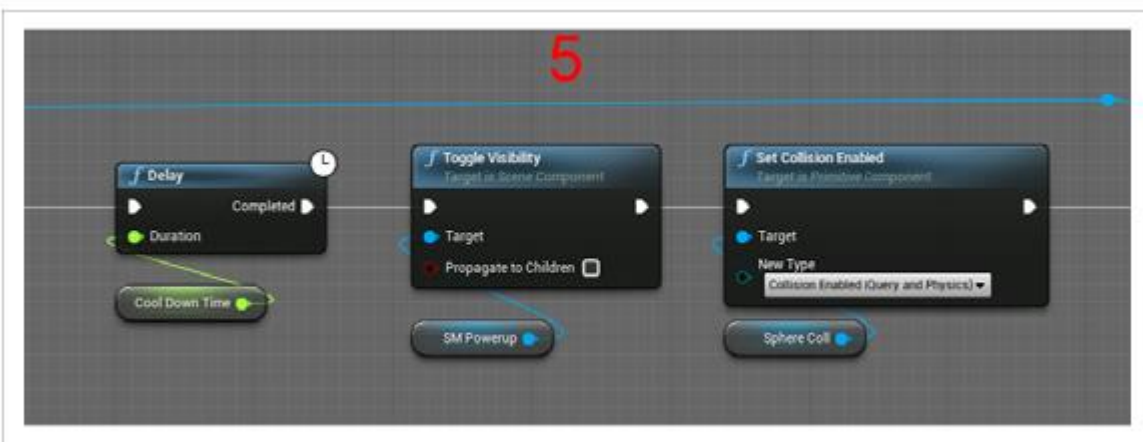 5
Delay
Completed
Duration
Cool Down Time
Toggle Visibility
Target is Scene Component
Target
Propagate to Children
SM Powerup
Set Collision Enabled
Target is Primitive Component
Target
New Type
Collision Enabled (Query and Physics)
Sphere Coll